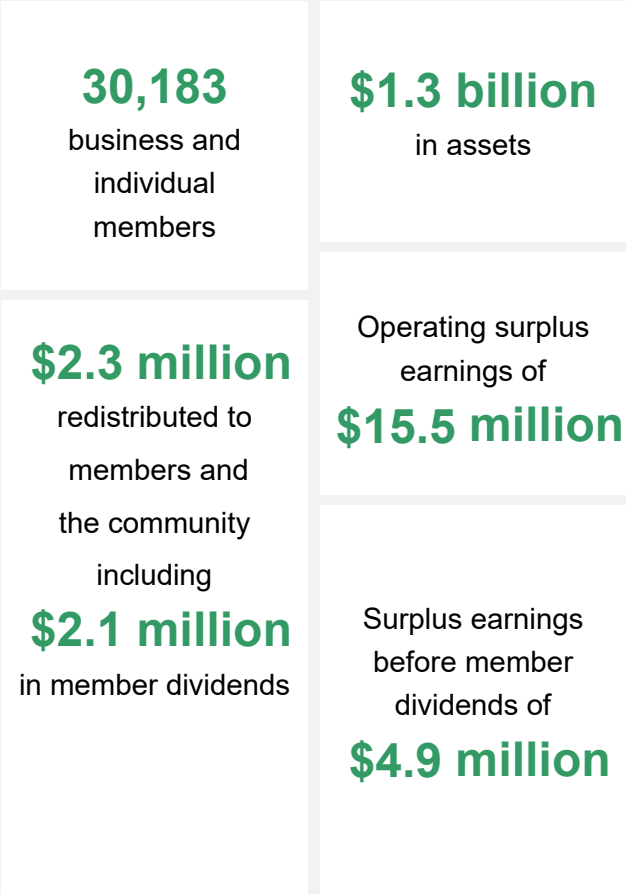 30,183
business and
individual
members
$2.3 million
redistributed to
members and
the community
including
$2.1 million
in member dividends
$1.3 billion
in assets
Operating surplus
earnings of
$15.5 million
Surplus earnings
before member
dividends of
$4.9 million